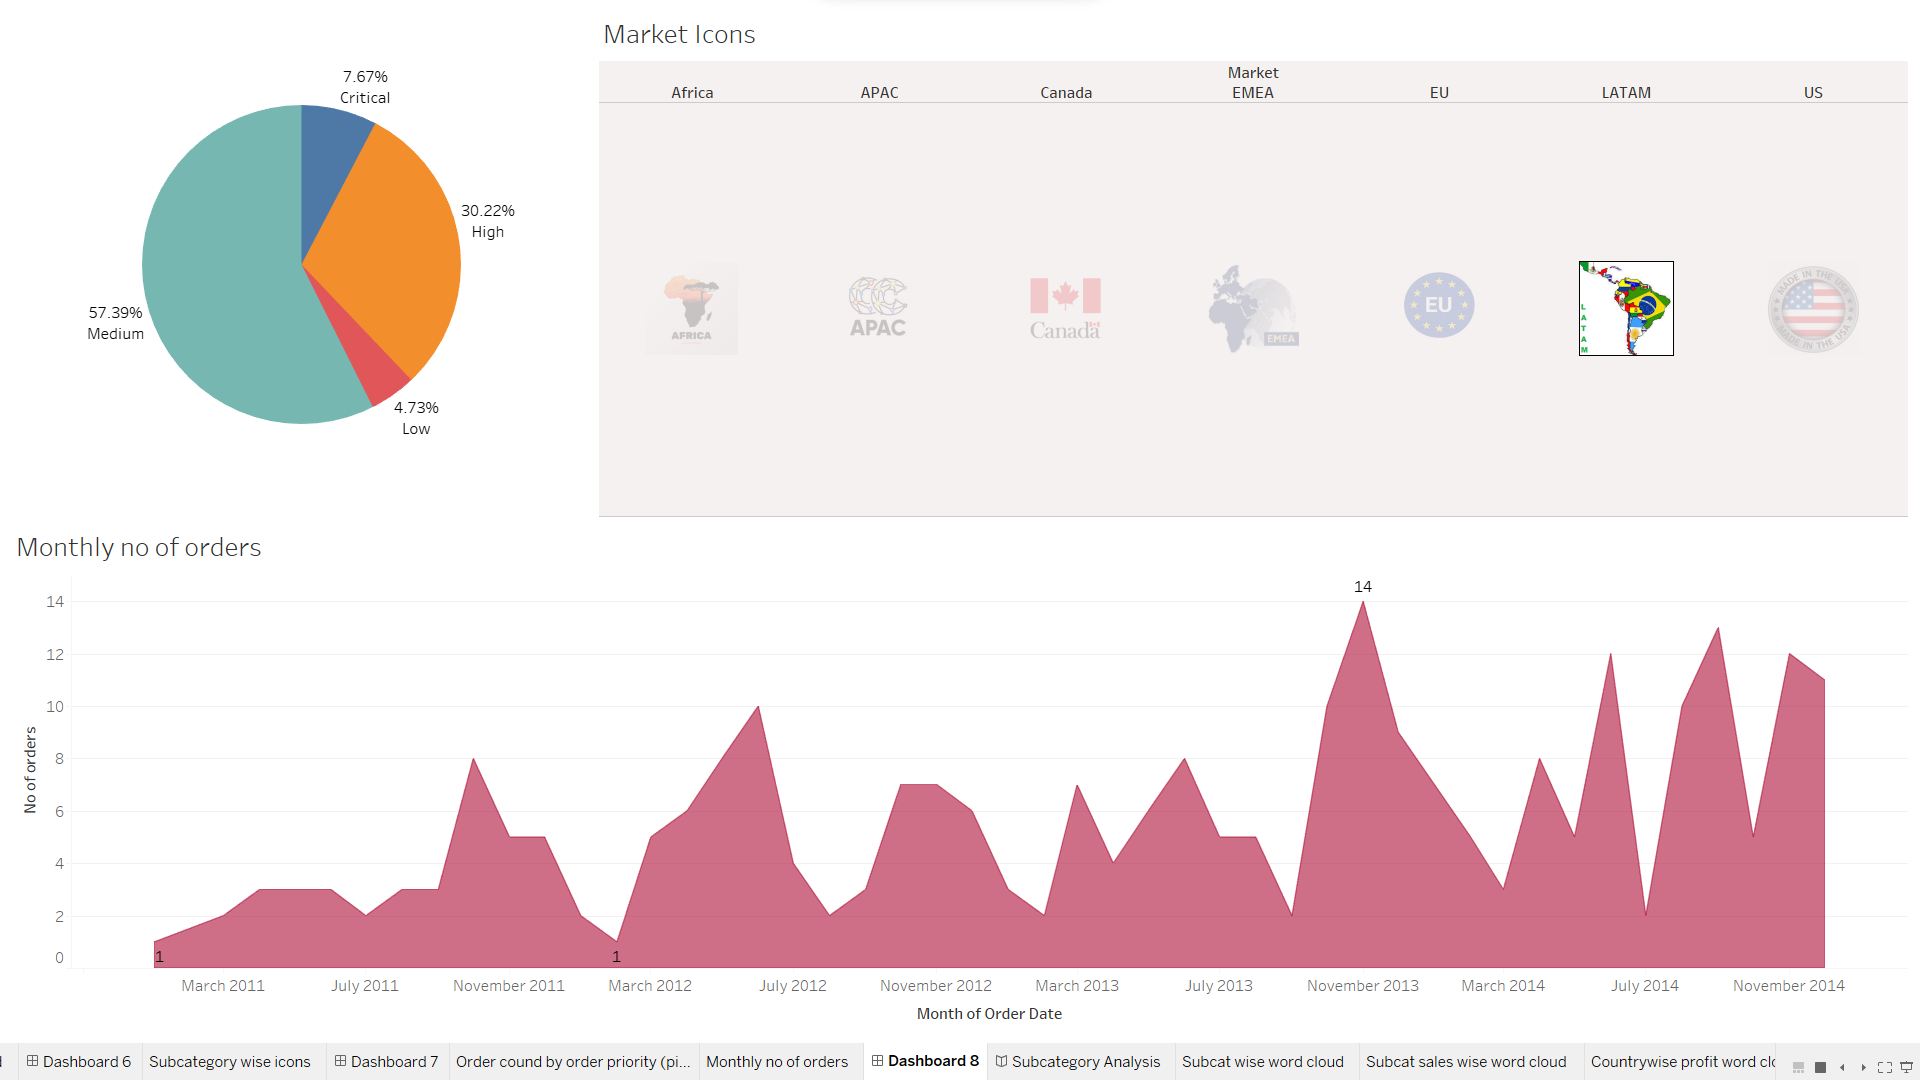 Market Icons
7.67%
Critical
30.22%
High
57.39%
Medium
4.73%
Low
Market
Africa APAC Canada EMEA EU LATAM US
AFRICA
APAC
Canada
EMEA
EU
LATAM
MADE IN THE USA
MADE IN THE USA
Monthly no of orders
14
14
12
10
8
6
4
2
0
No of orders
1
1
March 2011 July 2011 November 2011 March 2012 July 2012 November 2012 March 2013 July 2013 November 2013 March 2014 July 2014 November 2014
Month of Order Date
Dashboard 6 Subcategory wise icons Dashboard 7 Order cound by order priority (pi... Monthly no of orders Dashboard 8 Subcategory Analysis Subcat wise word cloud Subcat sales wise word cloud Countrywise profit word clo